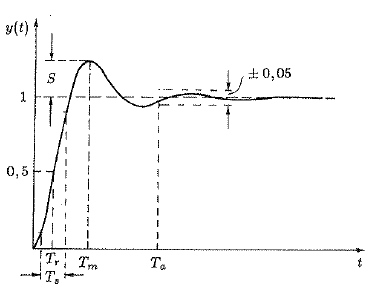 y(t)
S
± 0,05
1
0,5
T_r
T_m
T_a
t
T_s